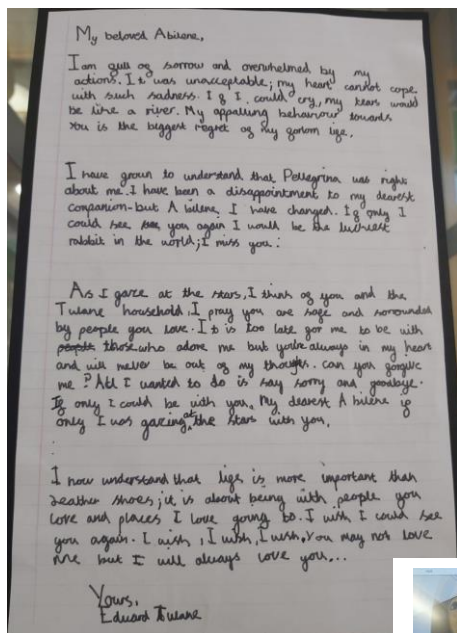 My beloved Abilene,
I am full of sorrow and overwhelmed by my
actions. It was unacceptable; my heart cannot cope
with such sadness. If I could cry, my tears would
be like a river. My appalling behaviour towards
you is the biggest regret of my forlorn life.
I have groun to understand that Pellegrina was right
about me. I have been a disappointment to my dearest
companion-but Abilene, I have changed. If only I
could see you again I would be the luckiest
rabbit in the world; I miss you.
As I gaze at the stars, I think of you and the
Tulane household. I pray you are safe and sorrounded
by people you love. It is too late for me to be with
those who adore me but you're always in my heart
and will never be out of my thoughts. Can you forgive
me? All I wanted to do is say sorry and goodbye.
If only I could be with you. My dearest Abilene if
only I was gazing at the stars with you.
I now understand that life is more important than
leather shoes; it is about being with people you
love and places I love going to. I wish I could see
you again. I wish, I wish, I wish. You may not love
me but I will always love you...
Yours,
Eduard Tulane